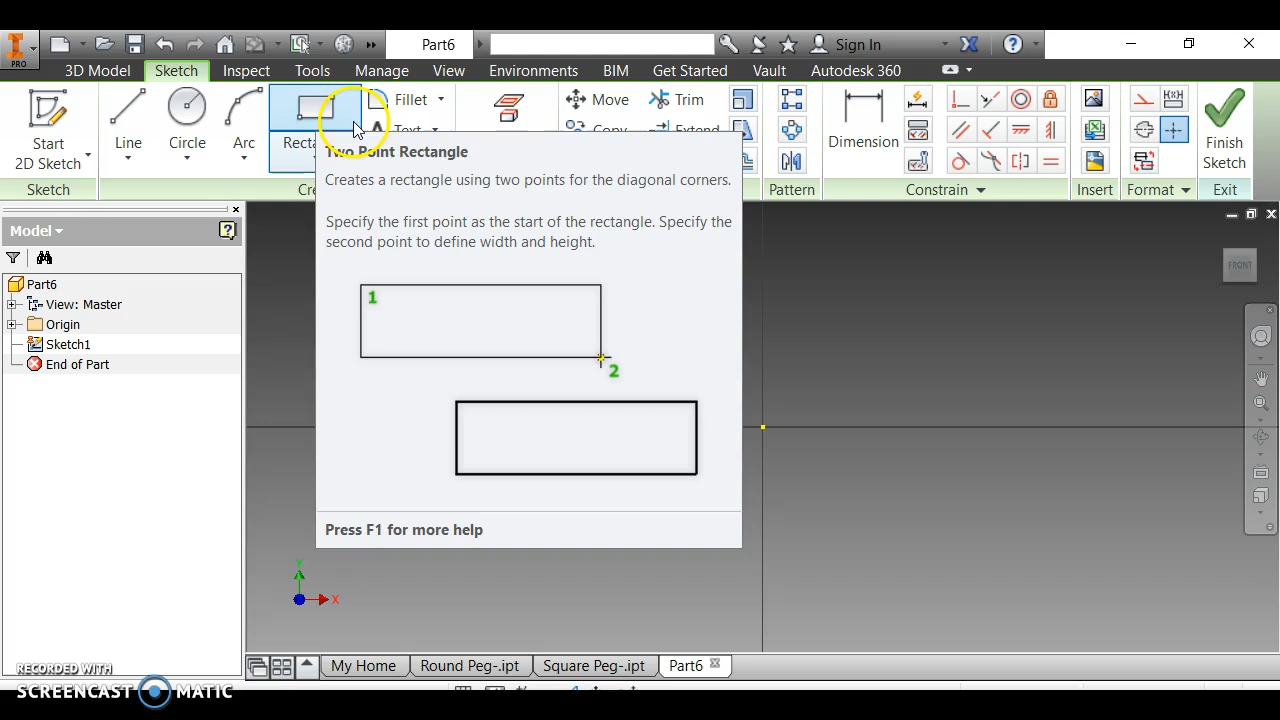 PRO
Part6
Sign In
3D Model Sketch Inspect Tools Manage View Environments BIM Get Started Vault Autodesk 360
Start
2D Sketch
Line
Circle
Arc
Fillet
Text
Move
Copy
Trim
Extend
Dimension
Finish
Sketch
Sketch
Pattern
Constrain
Insert
Format
Exit
Two Point Rectangle
Creates a rectangle using two points for the diagonal corners.
Specify the first point as the start of the rectangle. Specify the
second point to define width and height.
1
2
Press F1 for more help
Model
Part6
View: Master
Origin
Sketch1
End of Part
FRONT
Y
X
My Home Round Peg-.ipt Square Peg-.ipt Part6
RECORDED WITH
SCREENCAST MATIC